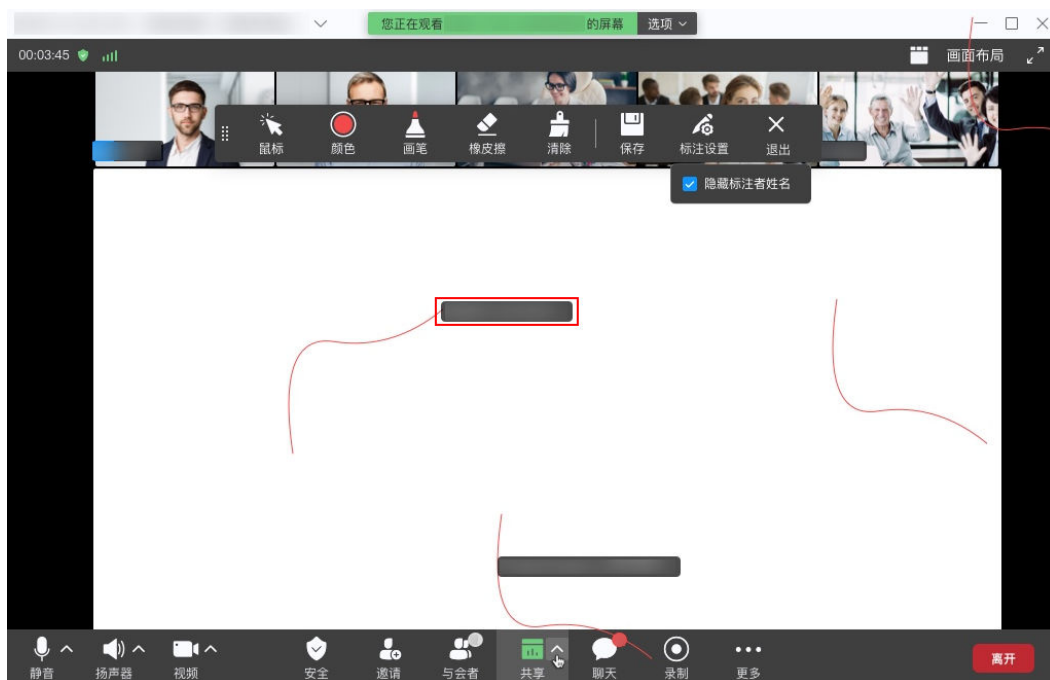 您正在观看 的屏幕 选项
00:03:45 画面布局
鼠标 颜色 画笔 橡皮擦 清除 保存 标注设置 退出
隐藏标注者姓名
静音 扬声器 视频 安全 邀请 与会者 共享 聊天 录制 更多 离开